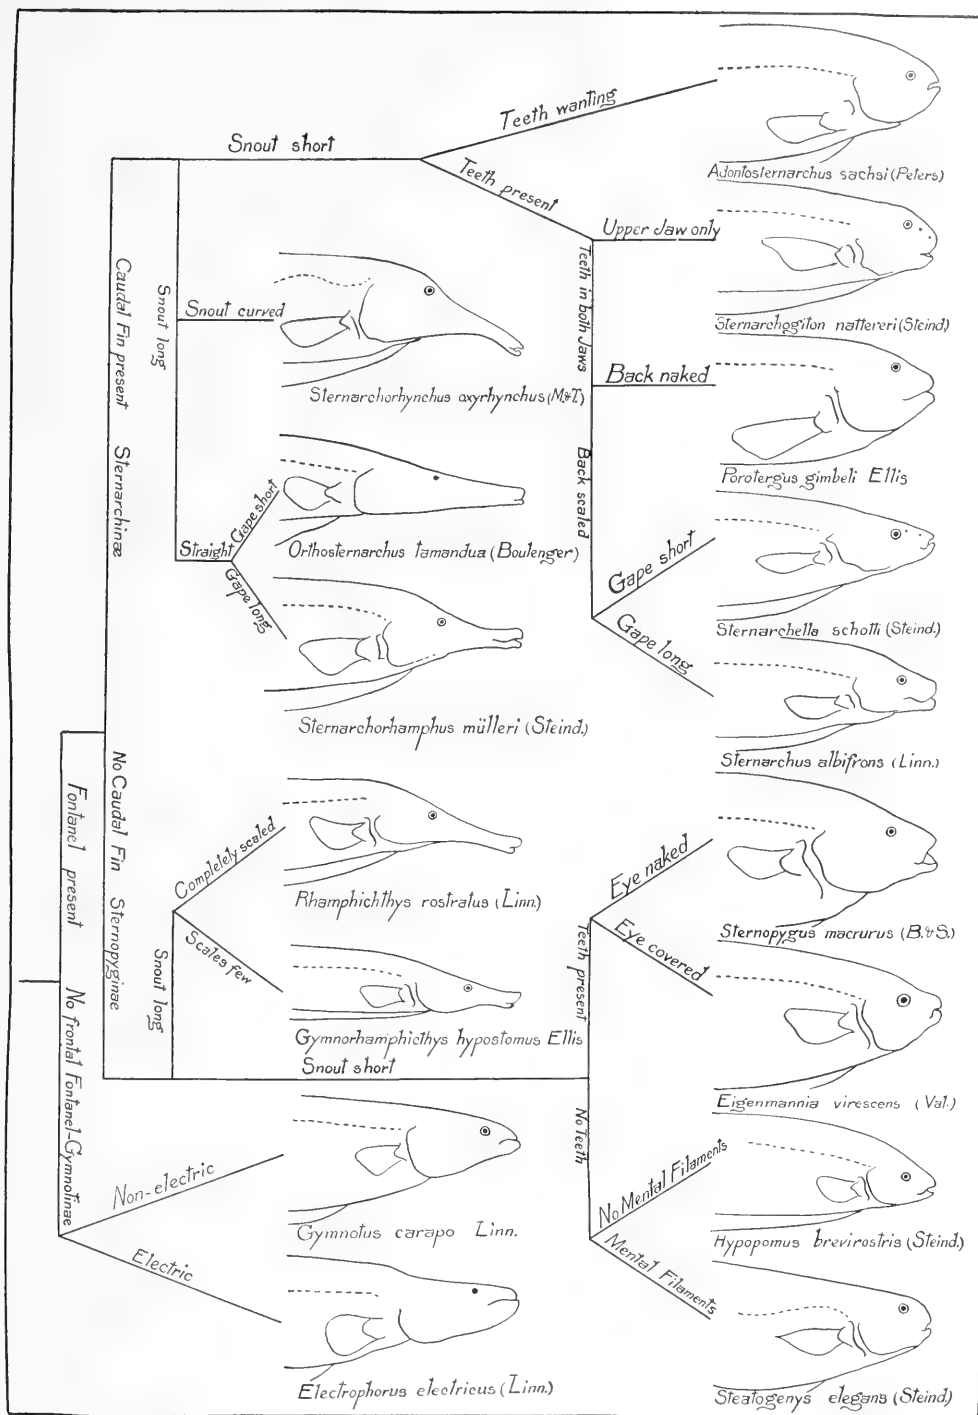 Teeth wanting
Snout short
Adontosternarchus sachsi (Peters)
Teeth present
Upper Jaw only
Caudal Fin present Sternarchinæ
Snout long
Snout curved
Teeth in both Jaws
Sternarchogiton nattereri (Steind)
Back naked
Sternarchorhynchus oxyrhynchus (M.&T.)
Back scaled
Porotergus gimbeli Ellis
Gape short
Straight
Orthosternarchus tamandua (Boulenger)
Gape long
Gape short
Sternarchella schotti (Steind.)
Gape long
Sternarchorhamphus mülleri (Steind.)
Sternarchus albifrons (Linn.)
No Caudal Fin Sternopyginae
Fontanel present
Completely scaled
Rhamphichthys rostratus (Linn.)
Eye naked
Sternopygus macrurus (B.&S.)
Scales few
Snout long
Teeth present
Eye covered
Gymnorhamphicthys hypostomus Ellis
Snout short
No frontal Fontanel-Gymnotinae
Eigenmannia virescens (Val.)
No Teeth
Non-electric
Gymnotus carapo Linn.
No Mental Filaments
Hypopomus brevirostris (Steind.)
Electric
Mental Filaments
Electrophorus electricus (Linn.)
Steatogenys elegans (Steind.)